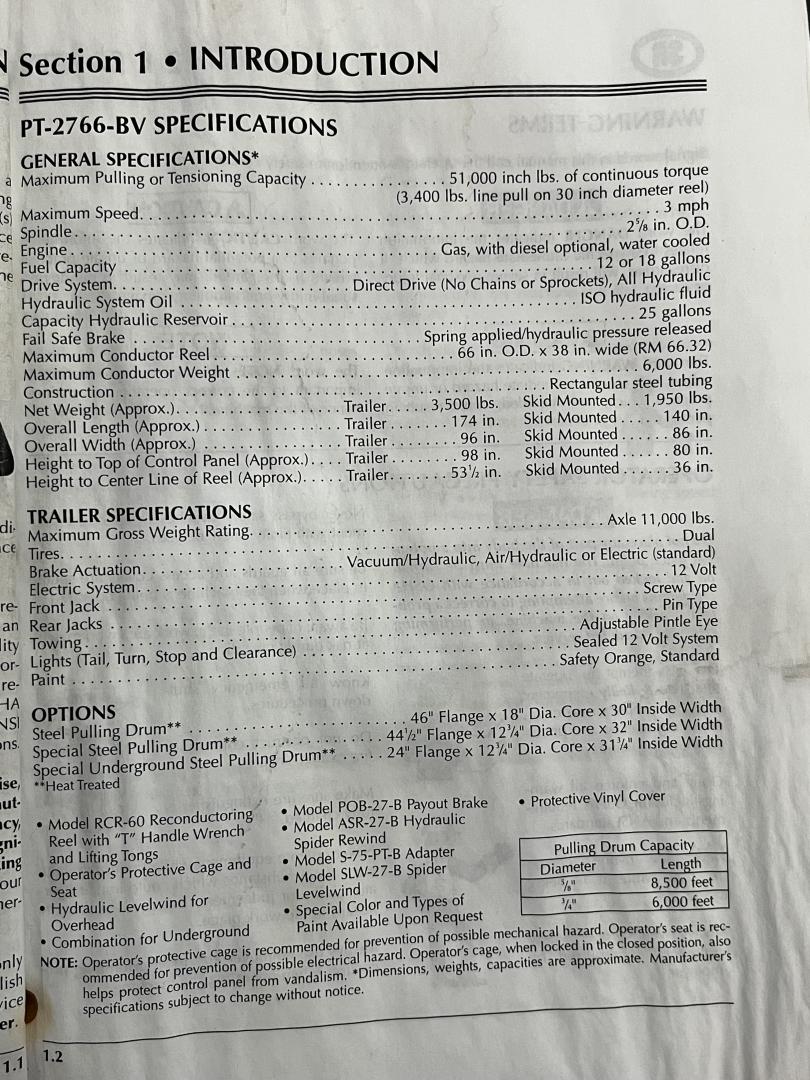 Section 1 • INTRODUCTION
PT-2766-BV SPECIFICATIONS
GENERAL SPECIFICATIONS*
Maximum Pulling or Tensioning Capacity . . . . . . . . . . . . . . . . 51,000 inch lbs. of continuous torque
(3,400 lbs. line pull on 30 inch diameter reel)
Maximum Speed. . . . . . . . . . . . . . . . 3 mph
Spindle. . . . . . . . . . . . . . . . 2⅝ in. O.D.
Engine. . . . . . . . . . . . . . . . Gas, with diesel optional, water cooled
Fuel Capacity . . . . . . . . . . . . . . . . 12 or 18 gallons
Drive System. . . . . . . . . . . . . . . . Direct Drive (No Chains or Sprockets), All Hydraulic
Hydraulic System Oil . . . . . . . . . . . . . . . . ISO hydraulic fluid
Capacity Hydraulic Reservoir . . . . . . . . . . . . . . . . 25 gallons
Fail Safe Brake . . . . . . . . . . . . . . . . Spring applied/hydraulic pressure released
Maximum Conductor Reel . . . . . . . . . . . . . . . . 66 in. O.D. x 38 in. wide (RM 66.32)
Maximum Conductor Weight . . . . . . . . . . . . . . . . 6,000 lbs.
Construction . . . . . . . . . . . . . . . . Rectangular steel tubing
Net Weight (Approx.). . . . . . . . . . . . Trailer. . . . . 3,500 lbs. Skid Mounted . . . 1,950 lbs.
Overall Length (Approx.) . . . . . . . . . . . . Trailer . . . . . . . 174 in. Skid Mounted . . . . . 140 in.
Overall Width (Approx.) . . . . . . . . . . . . Trailer . . . . . . . . 96 in. Skid Mounted . . . . . . 86 in.
Height to Top of Control Panel (Approx.). . . . Trailer . . . . . . . . 98 in. Skid Mounted . . . . . . 80 in.
Height to Center Line of Reel (Approx.). . . . . Trailer. . . . . . . 53½ in. Skid Mounted . . . . . . 36 in.
TRAILER SPECIFICATIONS
Maximum Gross Weight Rating. . . . . . . . . . . . . . . . Axle 11,000 lbs.
Tires. . . . . . . . . . . . . . . . Dual
Brake Actuation. . . . . . . . . . . . . . . . Vacuum/Hydraulic, Air/Hydraulic or Electric (standard)
Electric System. . . . . . . . . . . . . . . . 12 Volt
Front Jack . . . . . . . . . . . . . . . . Screw Type
Rear Jacks . . . . . . . . . . . . . . . . Pin Type
Towing. . . . . . . . . . . . . . . . Adjustable Pintle Eye
Lights (Tail, Turn, Stop and Clearance) . . . . . . . . . . . . . . . . Sealed 12 Volt System
Paint . . . . . . . . . . . . . . . . Safety Orange, Standard
OPTIONS
Steel Pulling Drum** . . . . . . . . . . . . . . . . 46" Flange x 18" Dia. Core x 30" Inside Width
Special Steel Pulling Drum** . . . . . . . . . . . . 44½" Flange x 12¾" Dia. Core x 32" Inside Width
Special Underground Steel Pulling Drum** . . . . . 24" Flange x 12¾" Dia. Core x 31¾" Inside Width
**Heat Treated
• Model RCR-60 Reconductoring
Reel with "T" Handle Wrench
and Lifting Tongs
• Operator's Protective Cage and
Seat
• Hydraulic Levelwind for
Overhead
• Combination for Underground
• Model POB-27-B Payout Brake
• Model ASR-27-B Hydraulic
Spider Rewind
• Model S-75-PT-B Adapter
• Model SLW-27-B Spider
Levelwind
• Special Color and Types of
Paint Available Upon Request
• Protective Vinyl Cover
Pulling Drum Capacity
Diameter Length
⅝" 8,500 feet
¾" 6,000 feet
NOTE: Operator's protective cage is recommended for prevention of possible mechanical hazard. Operator's seat is rec-
ommended for prevention of possible electrical hazard. Operator's cage, when locked in the closed position, also
helps protect control panel from vandalism. *Dimensions, weights, capacities are approximate. Manufacturer's
specifications subject to change without notice.
1.2
1.1